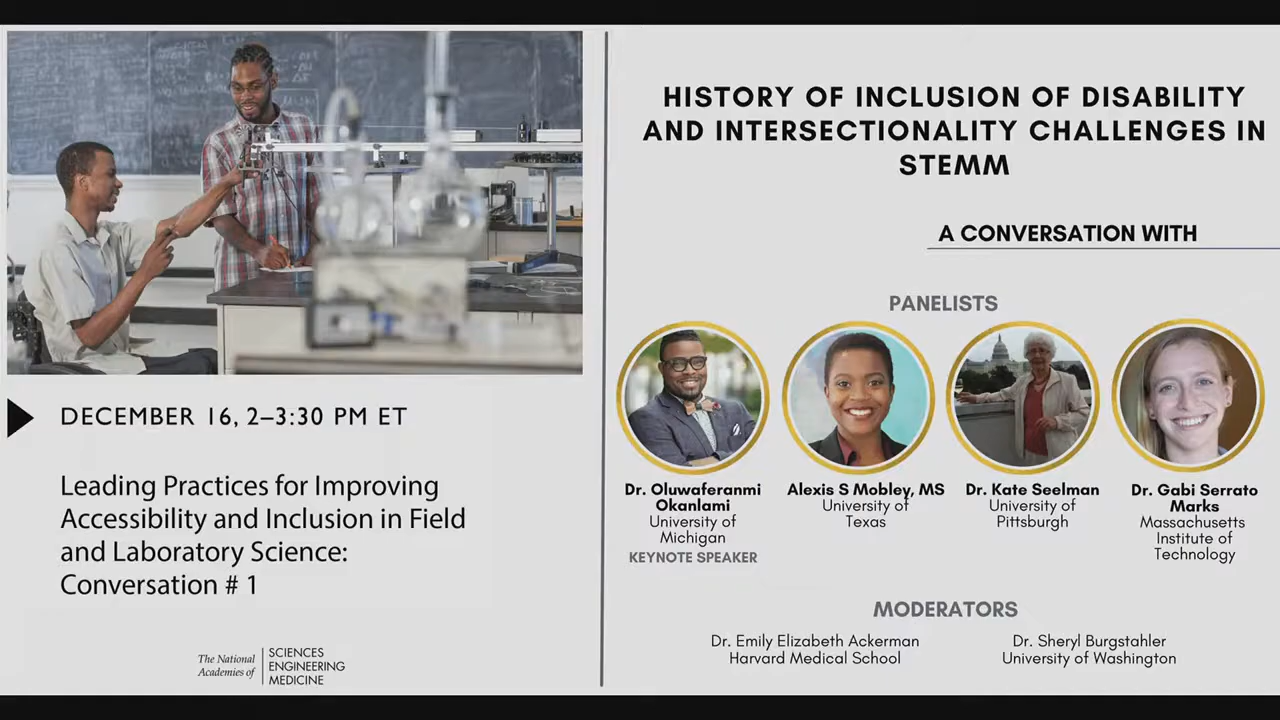 DECEMBER 16, 2–3:30 PM ET
Leading Practices for Improving
Accessibility and Inclusion in Field
and Laboratory Science:
Conversation # 1
The National
Academies of
SCIENCES
ENGINEERING
MEDICINE
HISTORY OF INCLUSION OF DISABILITY
AND INTERSECTIONALITY CHALLENGES IN
STEMM
A CONVERSATION WITH
PANELISTS
Dr. Oluwaferanmi
Okanlami
University of
Michigan
KEYNOTE SPEAKER
Alexis S Mobley, MS
University of
Texas
Dr. Kate Seelman
University of
Pittsburgh
Dr. Gabi Serrato
Marks
Massachusetts
Institute of
Technology
MODERATORS
Dr. Emily Elizabeth Ackerman
Harvard Medical School
Dr. Sheryl Burgstahler
University of Washington